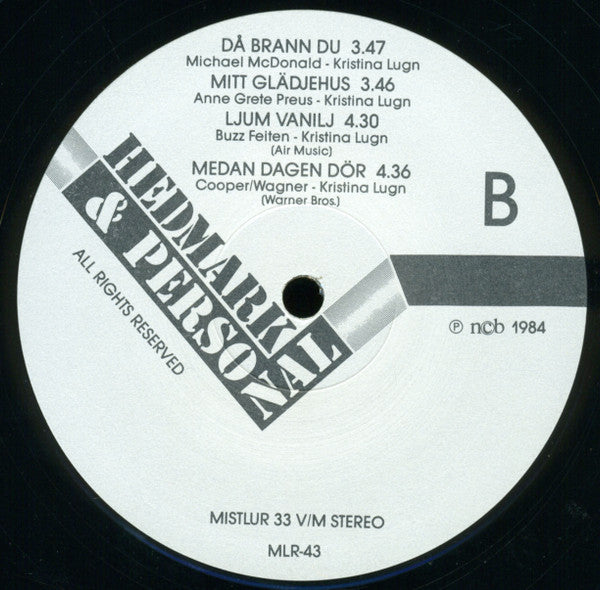 DÅ BRANN DU 3.47
Michael McDonald - Kristina Lugn
MITT GLÄDJEHUS 3.46
Anne Grete Preus - Kristina Lugn
LJUM VANILJ 4.30
Buzz Feiten - Kristina Lugn
(Air Music)
MEDAN DAGEN DÖR 4.36
Cooper/Wagner - Kristina Lugn
(Warner Bros.)
B
HEDMARK
& PERSONAL
ALL RIGHTS RESERVED
℗ ncb 1984
MISTLUR 33 V/M STEREO
MLR-43